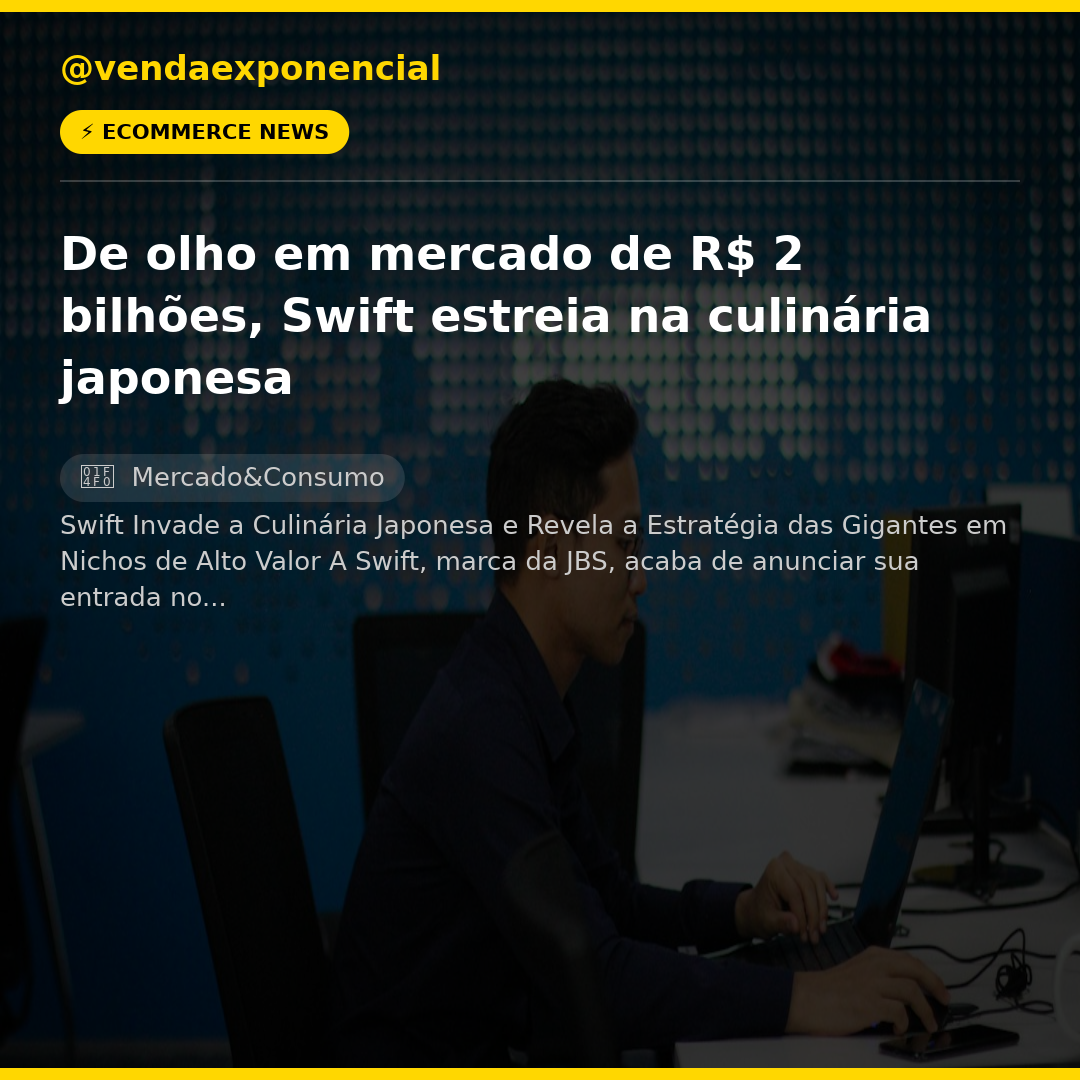 @vendaexponencial
⚡ ECOMMERCE NEWS
De olho em mercado de R$ 2
bilhões, Swift estreia na culinária
japonesa
Mercado&Consumo
Swift Invade a Culinária Japonesa e Revela a Estratégia das Gigantes em
Nichos de Alto Valor A Swift, marca da JBS, acaba de anunciar sua
entrada no...